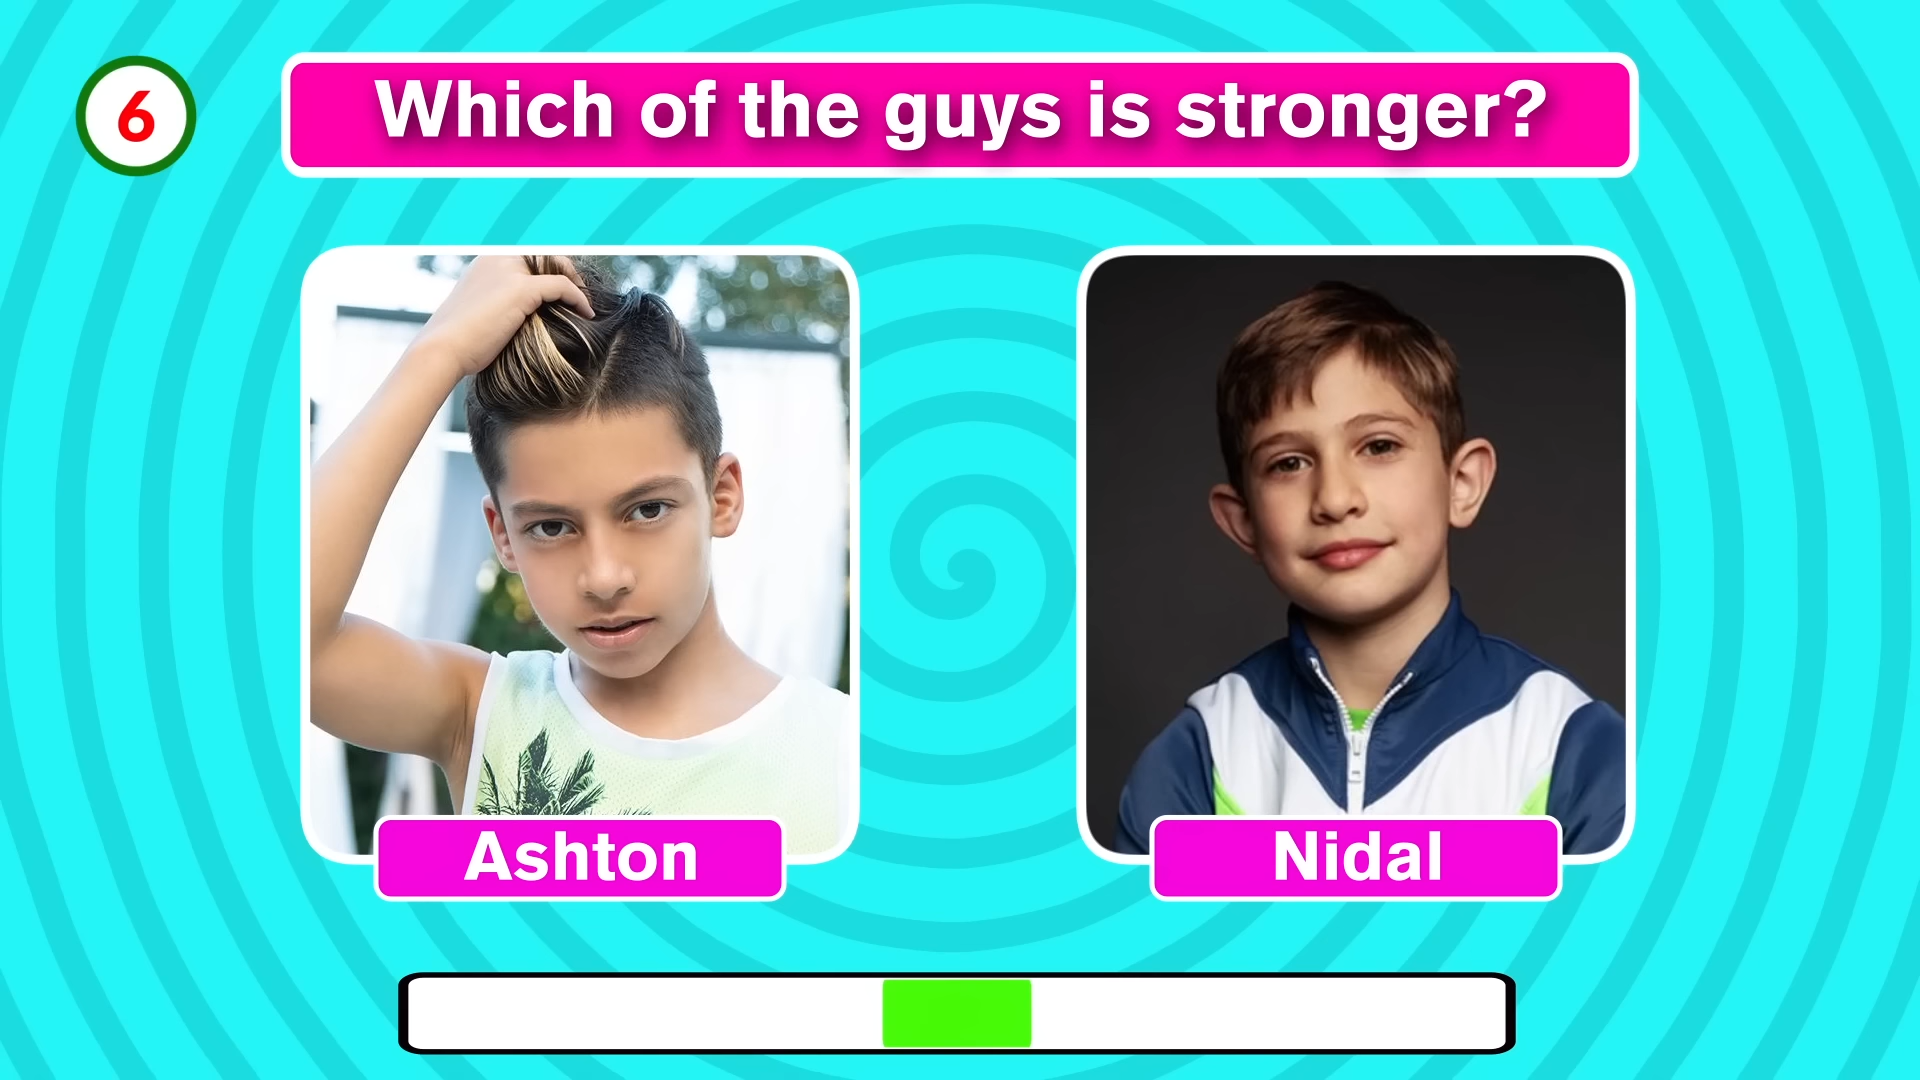 6
Which of the guys is stronger?
Ashton
Nidal